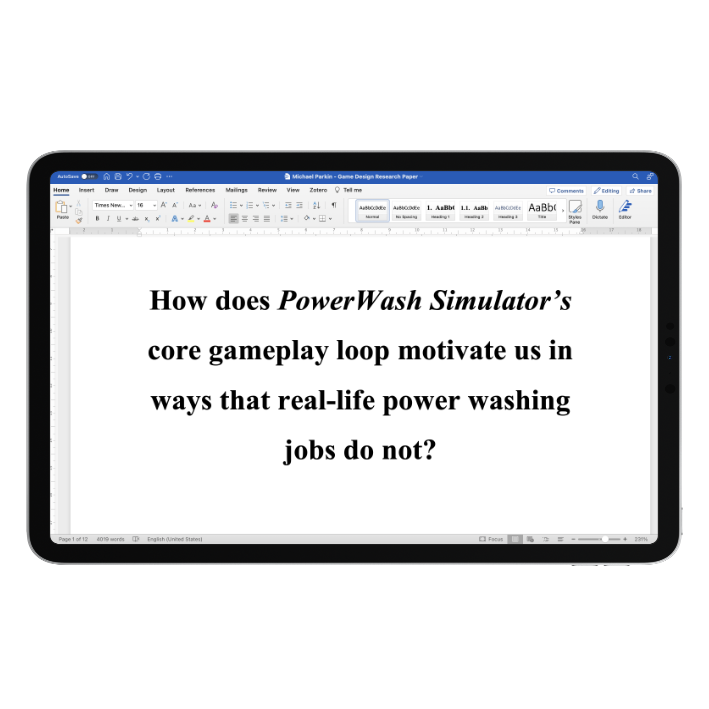 AutoSave OFF
Michael Parkin - Game Design Research Paper
Home Insert Draw Design Layout References Mailings Review View Zotero Tell me Comments Editing Share
Paste Times New... 16 A A Aa AaBbCcDdEe AaBbCcDdEe 1. AaBbC 1.1. AaBb AaBbCcDdEe AaBbC
B I U ab x x A A Normal No Spacing Heading 1 Heading 2 Heading 3 Title Styles Pane Dictate Editor
How does PowerWash Simulator’s
core gameplay loop motivate us in
ways that real-life power washing
jobs do not?
Page 1 of 12 4018 words English (United States) Focus